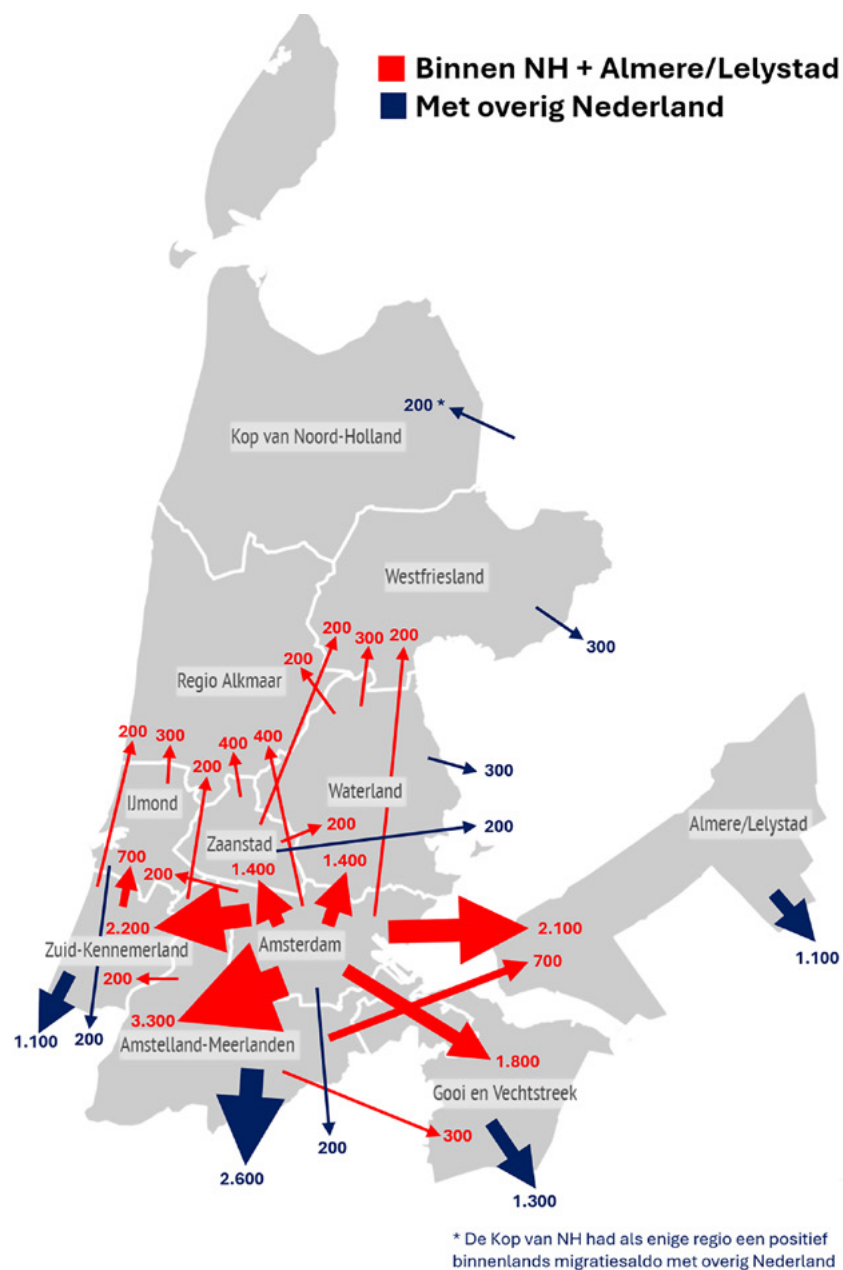 Binnen NH + Almere/Lelystad
Met overig Nederland
200 *
Kop van Noord-Holland
Westfriesland
300
200
300
200
200
Regio Alkmaar
200
300
400
400
200
300
IJmond
Waterland
200
200
Zaanstad
Almere/Lelystad
700
200
1.400
1.400
2.200
2.100
Zuid-Kennemerland
Amsterdam
700
1.100
200
3.300
1.100
200
Amstelland-Meerlanden
1.800
Gooi en Vechtstreek
300
200
2.600
1.300
* De Kop van NH had als enige regio een positief
binnenlands migratiesaldo met overig Nederland